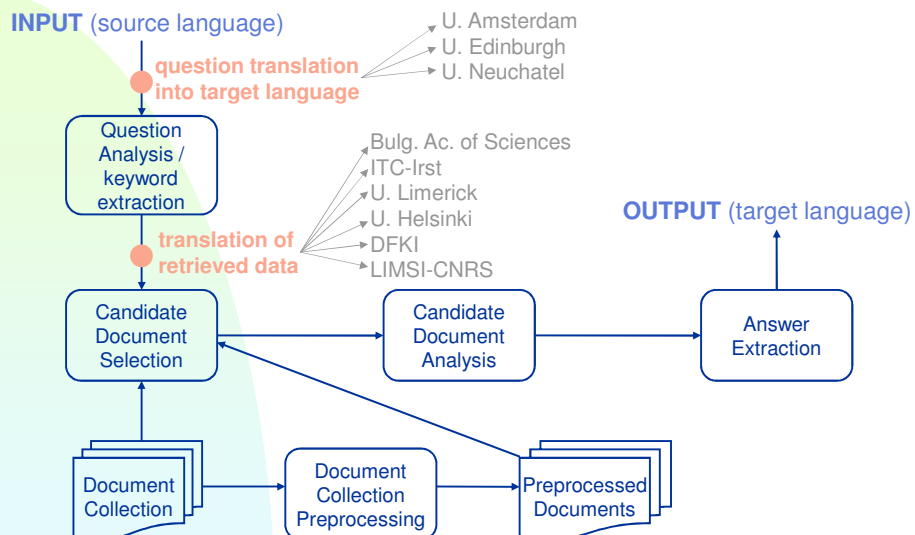 INPUT (source language)
U. Amsterdam
U. Edinburgh
U. Neuchatel
question translation
into target language
Question
Analysis /
keyword
extraction
Bulg. Ac. of Sciences
ITC-Irst
U. Limerick
U. Helsinki
DFKI
LIMSI-CNRS
translation of
retrieved data
OUTPUT (target language)
Candidate
Document
Selection
Candidate
Document
Analysis
Answer
Extraction
Document
Collection
Document
Collection
Preprocessing
Preprocessed
Documents